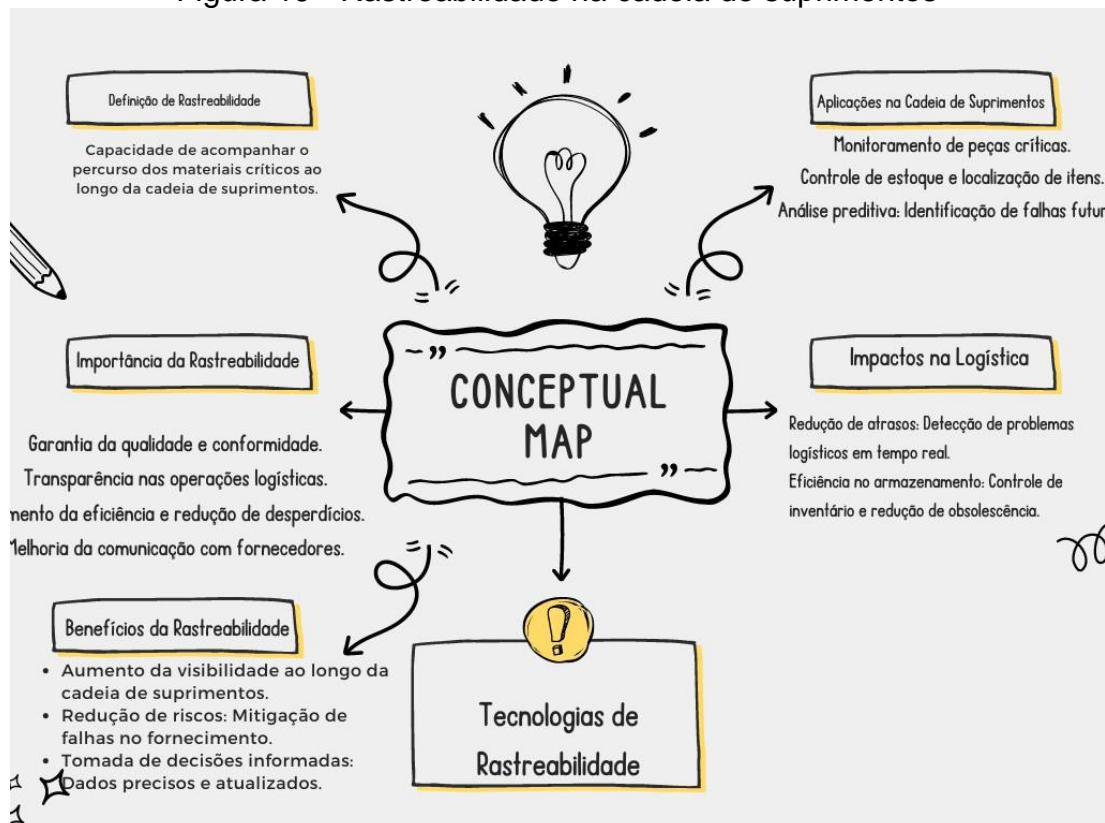 Definição de Rastreabilidade
Capacidade de acompanhar o
percurso dos materiais críticos ao
longo da cadeia de suprimentos.
Aplicações na Cadeia de Suprimentos
Monitoramento de peças críticas.
Controle de estoque e localização de itens.
Análise preditiva: Identificação de falhas
Importância da Rastreabilidade
Garantia da qualidade e conformidade.
Transparência nas operações logísticas.
da eficiência e redução de desperdícios.
da comunicação com fornecedores.
CONCEPTUAL
MAP
Impactos na Logística
Redução de atrasos: Detecção de problemas
logísticos em tempo real.
Eficiência no armazenamento: Controle de
inventário e redução de obsolescência.
Benefícios da Rastreabilidade
• Aumento da visibilidade ao longo da
cadeia de suprimentos.
• Redução de riscos: Mitigação de
falhas no fornecimento.
• Tomada de decisões informadas:
Dados precisos e atualizados.
Tecnologias de
Rastreabilidade